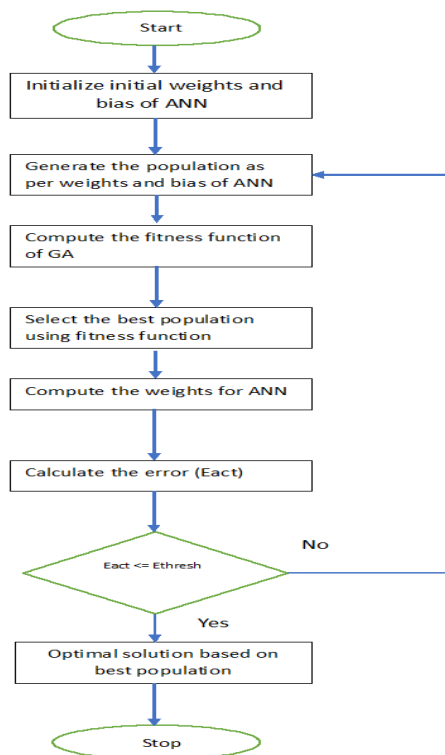 Start
Initialize initial weights and
bias of ANN
Generate the population as
per weights and bias of ANN
Compute the fitness function
of GA
Select the best population
using fitness function
Compute the weights for ANN
Calculate the error (Eact)
Eact <= Ethresh
No
Yes
Optimal solution based on
best population
Stop